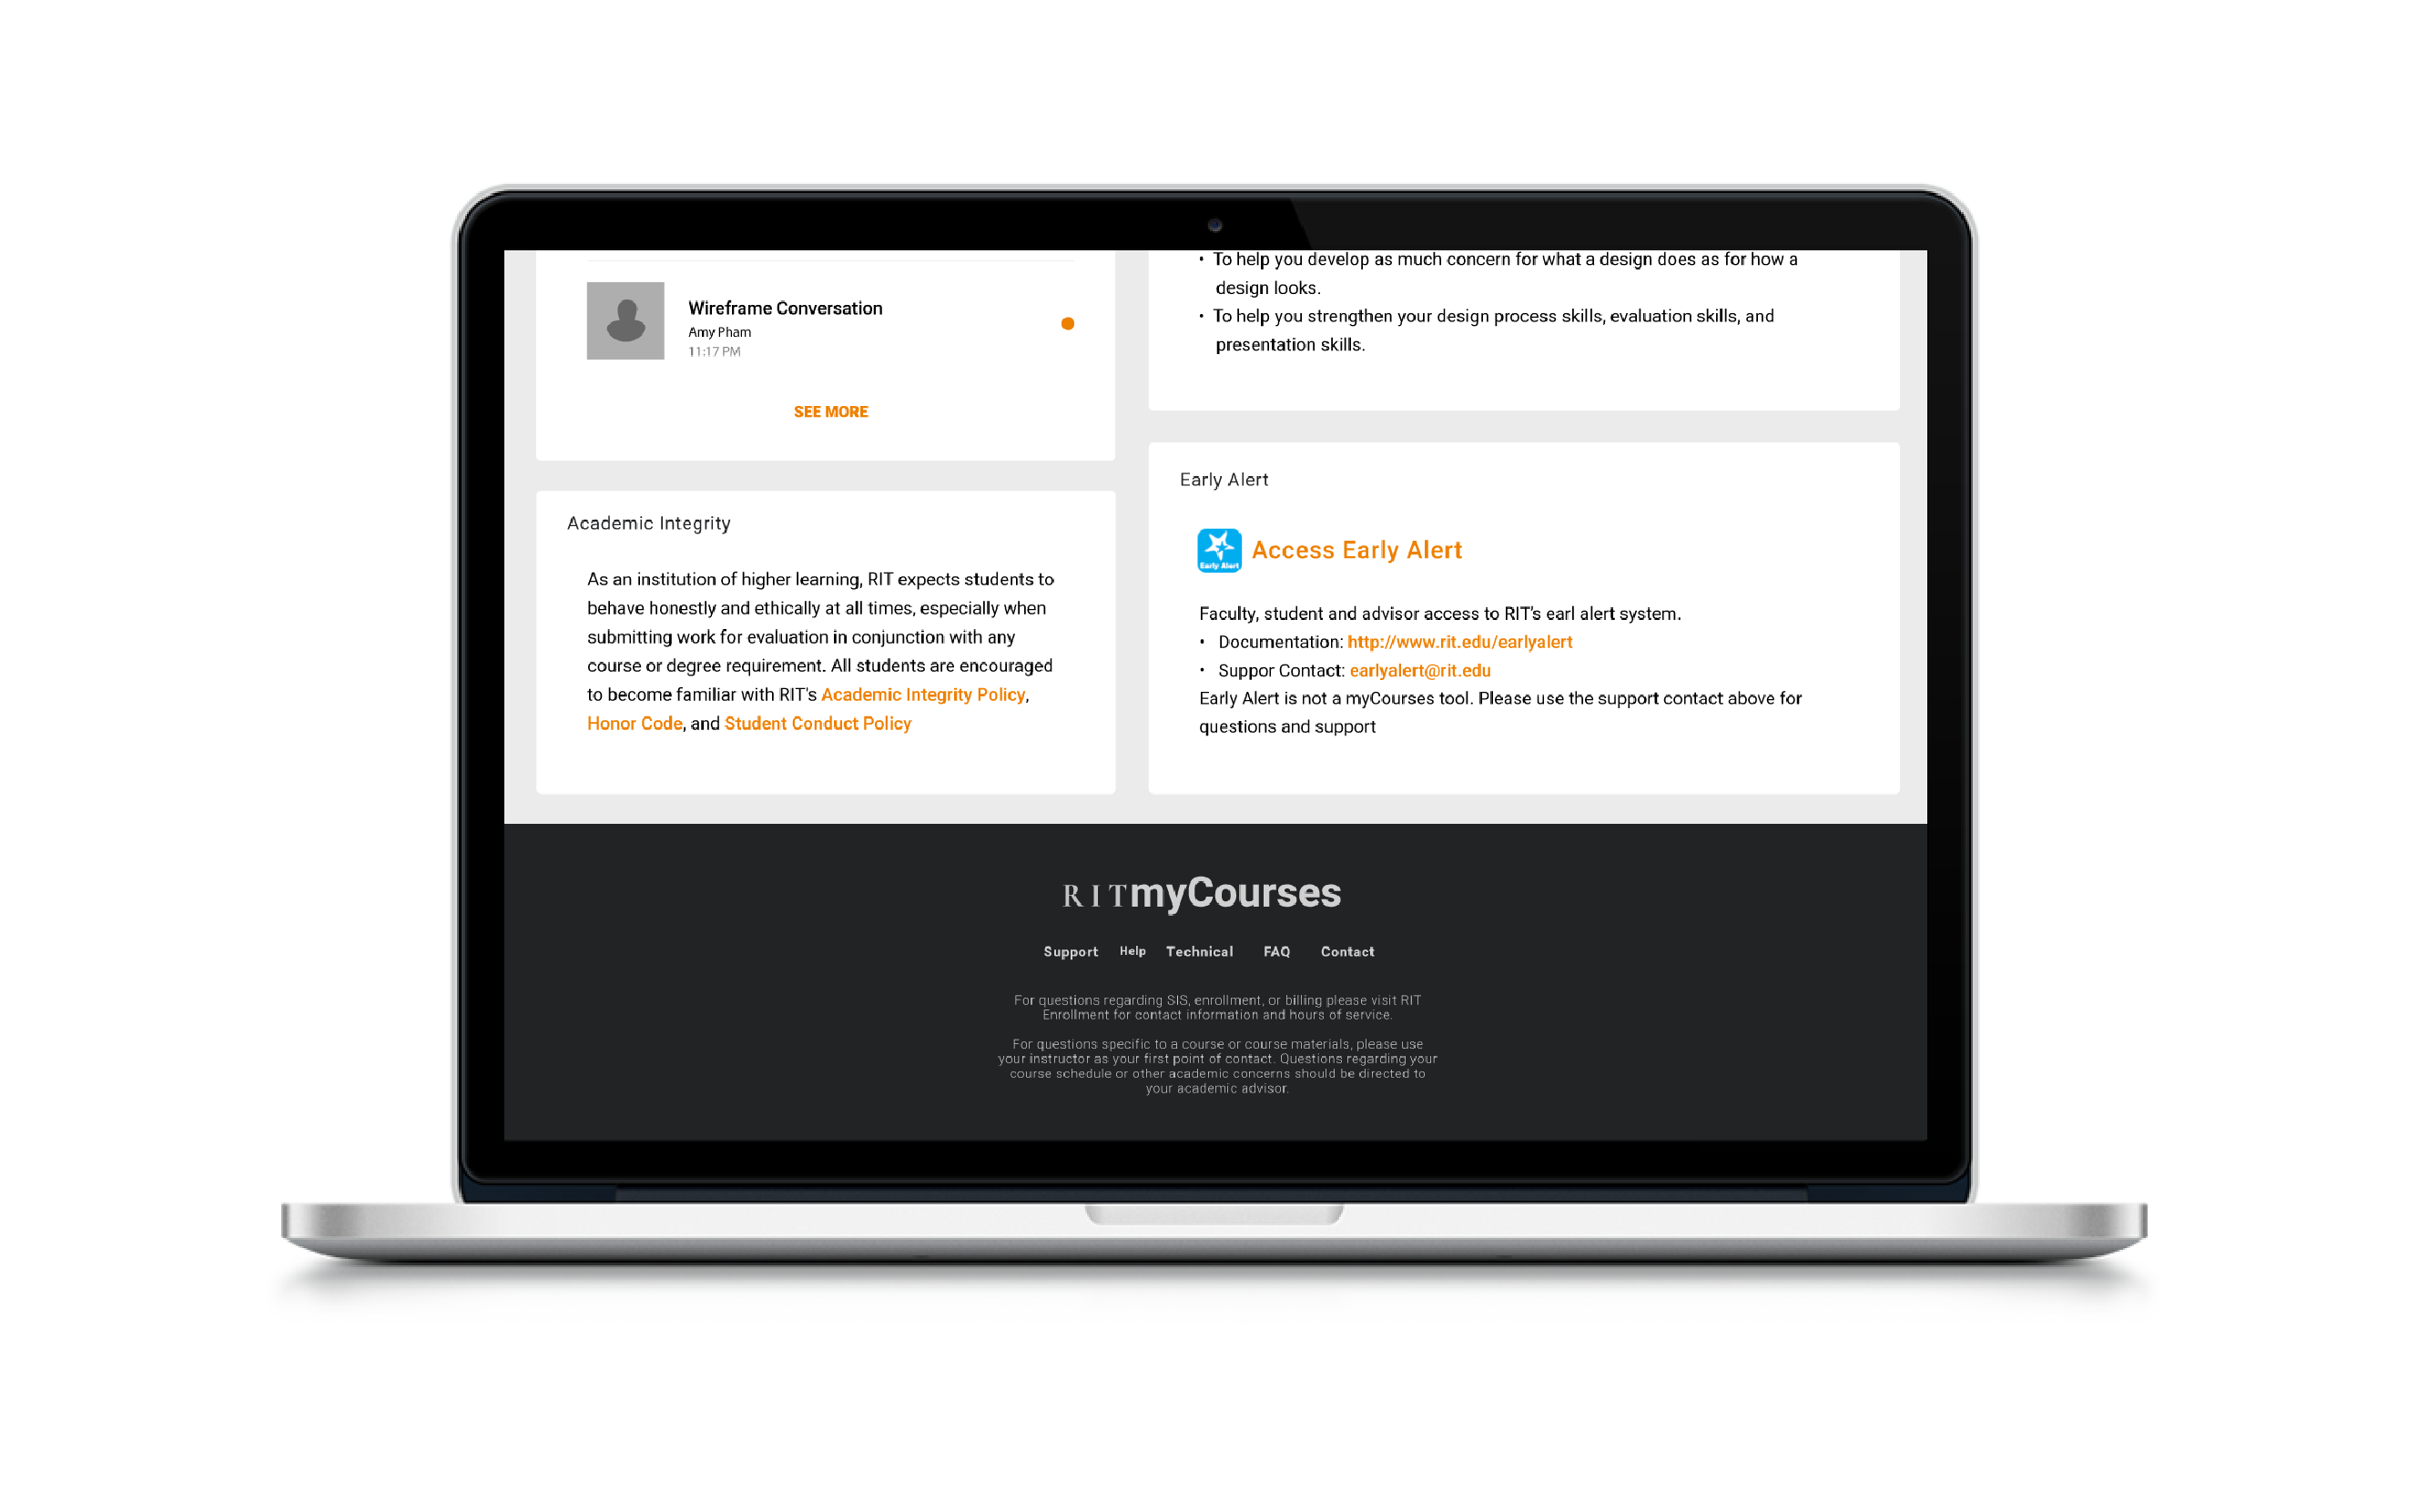 Wireframe Conversation
Amy Pham
11:17 PM
SEE MORE
Academic Integrity
As an institution of higher learning, RIT expects students to
behave honestly and ethically at all times, especially when
submitting work for evaluation in conjunction with any
course or degree requirement. All students are encouraged
to become familiar with RIT's Academic Integrity Policy,
Honor Code, and Student Conduct Policy
• To help you develop as much concern for what a design does as for how a
design looks.
• To help you strengthen your design process skills, evaluation skills, and
presentation skills.
Early Alert
Early Alert
Access Early Alert
Faculty, student and advisor access to RIT's earl alert system.
• Documentation: http://www.rit.edu/earlyalert
• Suppor Contact: earlyalert@rit.edu
Early Alert is not a myCourses tool. Please use the support contact above for
questions and support
RITmyCourses
Support Help Technical FAQ Contact
For questions regarding SIS, enrollment, or billing please visit RIT
Enrollment for contact information and hours of service.
For questions specific to a course or course materials, please use
your instructor as your first point of contact. Questions regarding your
course schedule or other academic concerns should be directed to
your academic advisor.